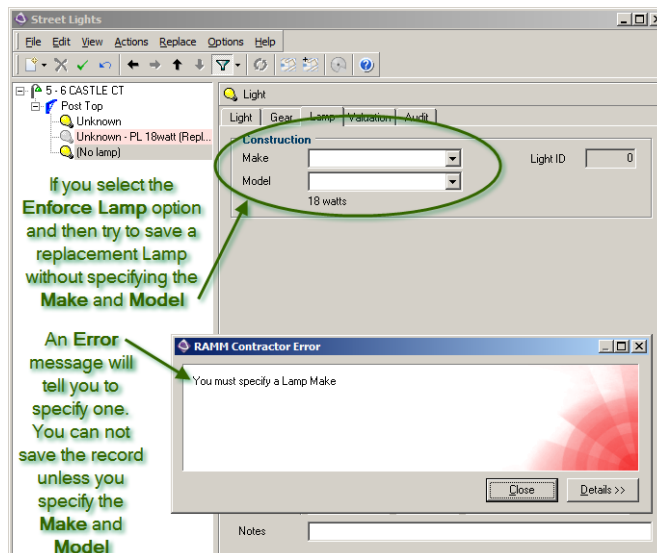 Street Lights
File Edit View Actions Replace Options Help
5 - 6 CASTLE CT
Post Top
Unknown
Unknown - PL 18watt (Repl...
(No lamp)
Light
Light Gear Lamp Valuation Audit
Construction
Make
Light ID 0
Model
18 watts
If you select the
Enforce Lamp option
and then try to save a
replacement Lamp
without specifying the
Make and Model
An Error
message will
tell you to
specify one.
You can not
save the record
unless you
specify the
Make and
Model
RAMM Contractor Error
You must specify a Lamp Make
Close Details >>
Notes